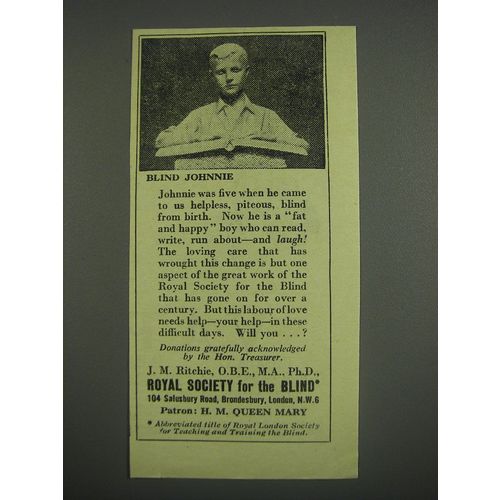 BLIND JOHNNIE
Johnnie was five when he came
to us helpless, piteous, blind
from birth. Now he is a "fat
and happy" boy who can read,
write, run about—and laugh!
The loving care that has
wrought this change is but one
aspect of the great work of the
Royal Society for the Blind
that has gone on for over a
century. But this labour of love
needs help—your help—in these
difficult days. Will you . . . ?
Donations gratefully acknowledged
by the Hon. Treasurer.
J. M. Ritchie, O.B.E., M.A., Ph.D.,
ROYAL SOCIETY for the BLIND*
104 Salusbury Road, Brondesbury, London, N.W.6
Patron: H. M. QUEEN MARY
* Abbreviated title of Royal London Society
for Teaching and Training the Blind.